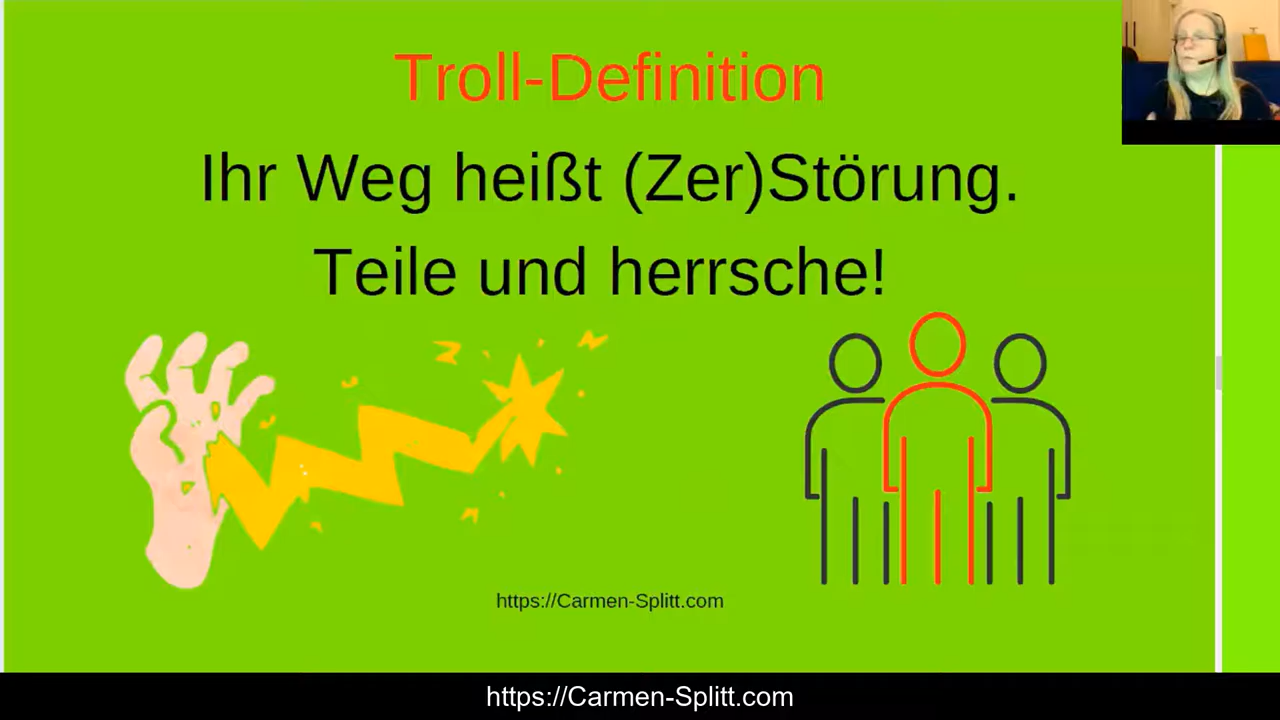 Troll-Definition
Ihr Weg heißt (Zer)Störung.
Teile und herrsche!
https://Carmen-Splitt.com
https://Carmen-Splitt.com